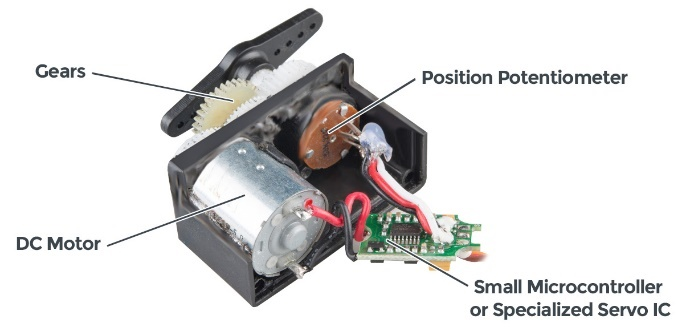 Gears
Position Potentiometer
DC Motor
Small Microcontroller
or Specialized Servo IC